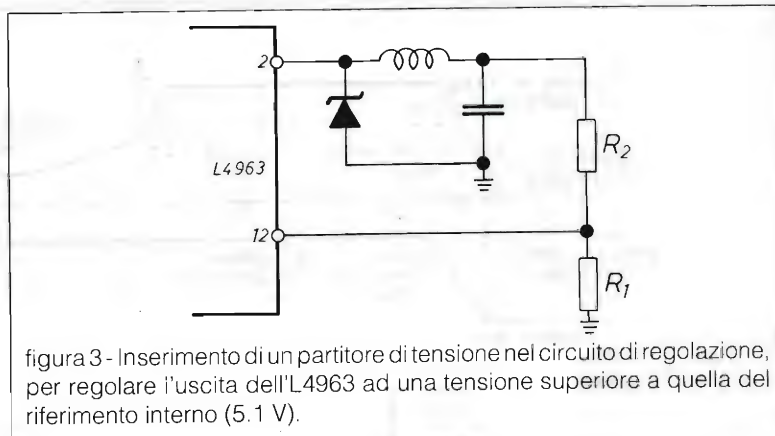 2
L4963
12
R2
R1
figura 3 - Inserimento di un partitore di tensione nel circuito di regolazione,
per regolare l'uscita dell'L4963 ad una tensione superiore a quella del
riferimento interno (5.1 V).